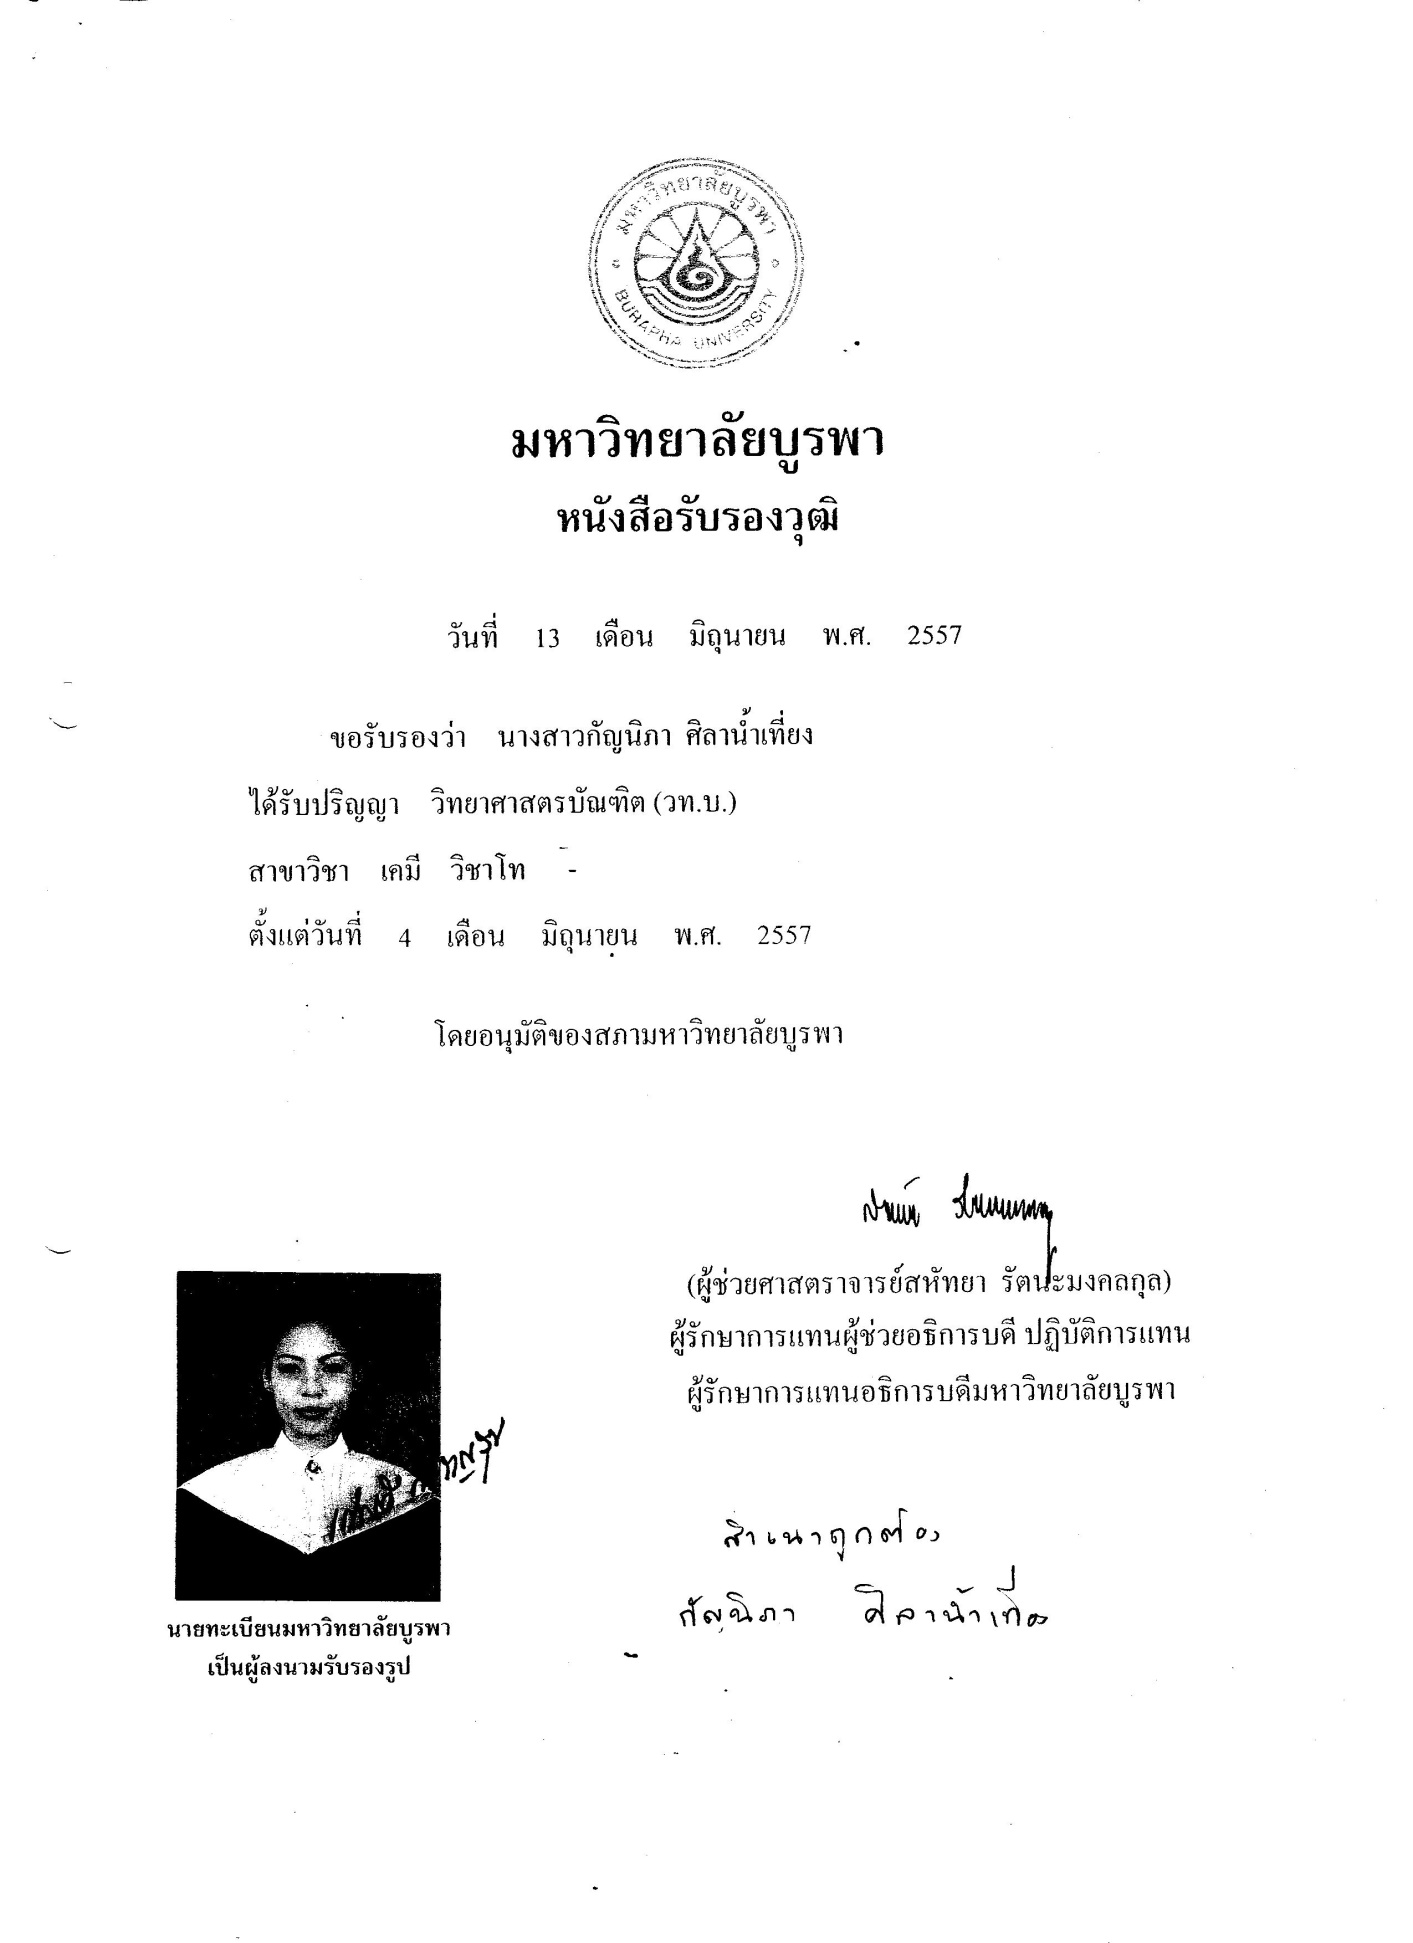 มหาวิทยาลัยบูรพา
BURAPHA UNIVERSITY
มหาวิทยาลัยบูรพา
หนังสือรับรองวุฒิ
วันที่ 13 เดือน มิถุนายน พ.ศ. 2557
ขอรับรองว่า นางสาวกัญนิภา ศิลาน้ำเที่ยง
ได้รับปริญญา วิทยาศาสตรบัณฑิต (วท.บ.)
สาขาวิชา เคมี วิชาโท -
ตั้งแต่วันที่ 4 เดือน มิถุนายน พ.ศ. 2557
โดยอนุมัติของสภามหาวิทยาลัยบูรพา
(ผู้ช่วยศาสตราจารย์สหัทยา รัตนะมงคลกุล)
ผู้รักษาการแทนผู้ช่วยอธิการบดี ปฏิบัติการแทน
ผู้รักษาการแทนอธิการบดีมหาวิทยาลัยบูรพา
สำเนาถูกต้อง
กัญนิภา ศิลาน้ำเที่ยง
นายทะเบียนมหาวิทยาลัยบูรพา
เป็นผู้ลงนามรับรองรูป